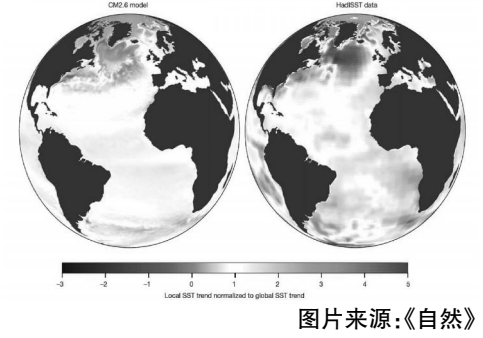 CM2.6 model
HadISST data
-3 -2 -1 0 1 2 3 4 5
Local SST trend normalized to global SST trend
图片来源:《自然》